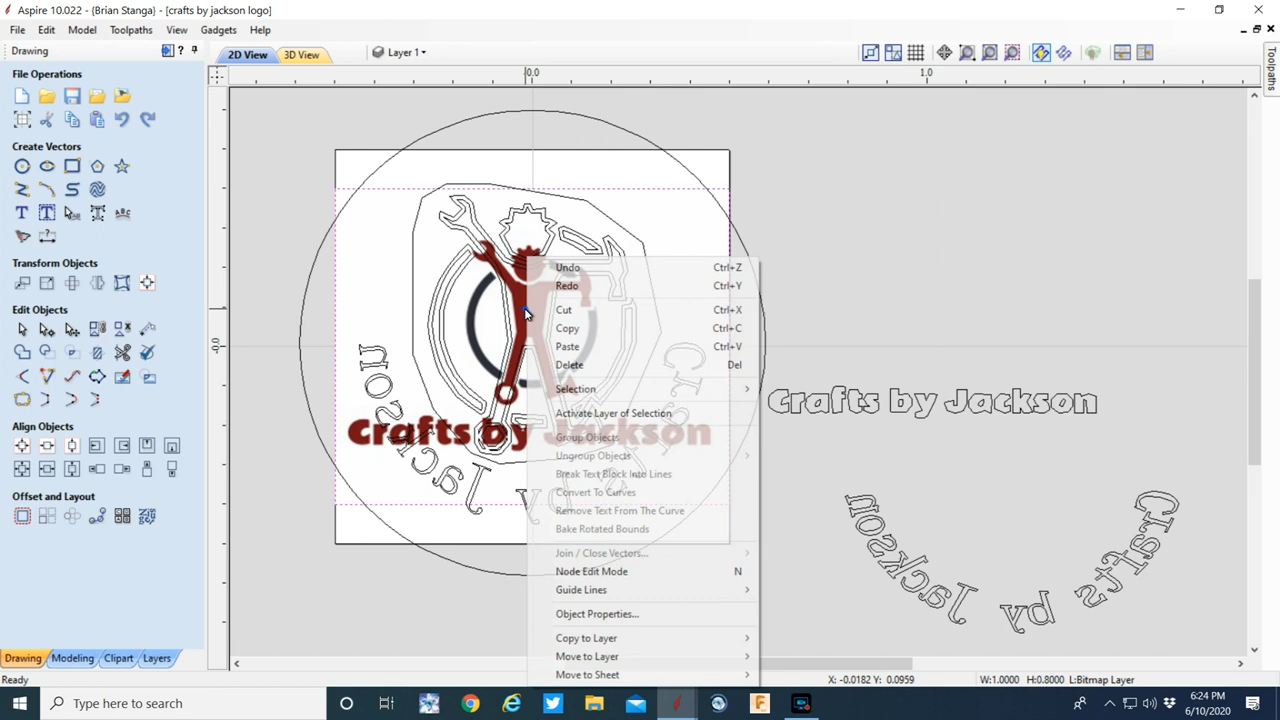 Aspire 10.022 - {Brian Stanga} - [crafts by jackson logo]
File Edit Model Toolpaths View Gadgets Help
Drawing
2D View 3D View Layer 1
Toolpaths
File Operations
Create Vectors
Transform Objects
Edit Objects
Align Objects
Offset and Layout
0.0
1.0
-0.0
Undo Ctrl+Z
Redo Ctrl+Y
Cut Ctrl+X
Copy Ctrl+C
Paste Ctrl+V
Delete Del
Selection
Activate Layer of Selection
Group Objects
Ungroup Objects
Break Text Block Into Lines
Convert To Curves
Remove Text From The Curve
Bake Rotated Bounds
Join / Close Vectors...
Node Edit Mode N
Guide Lines
Object Properties...
Copy to Layer
Move to Layer
Move to Sheet
Crafts by Jackson
Crafts by Jackson
Crafts by Jackson
Crafts by Jackson
Drawing Modeling Clipart Layers
Ready
X: -0.0182 Y: 0.0959
W:1.0000 H:0.8000 L:Bitmap Layer
Type here to search
6:24 PM
6/10/2020